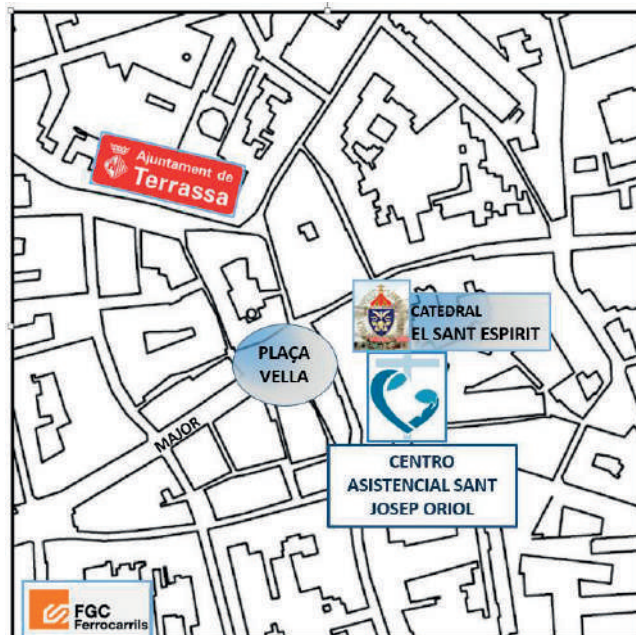 Ajuntament de
Terrassa
CATEDRAL
EL SANT ESPIRIT
PLAÇA
VELLA
MAJOR
CENTRO
ASISTENCIAL SANT
JOSEP ORIOL
FGC
Ferrocarrils